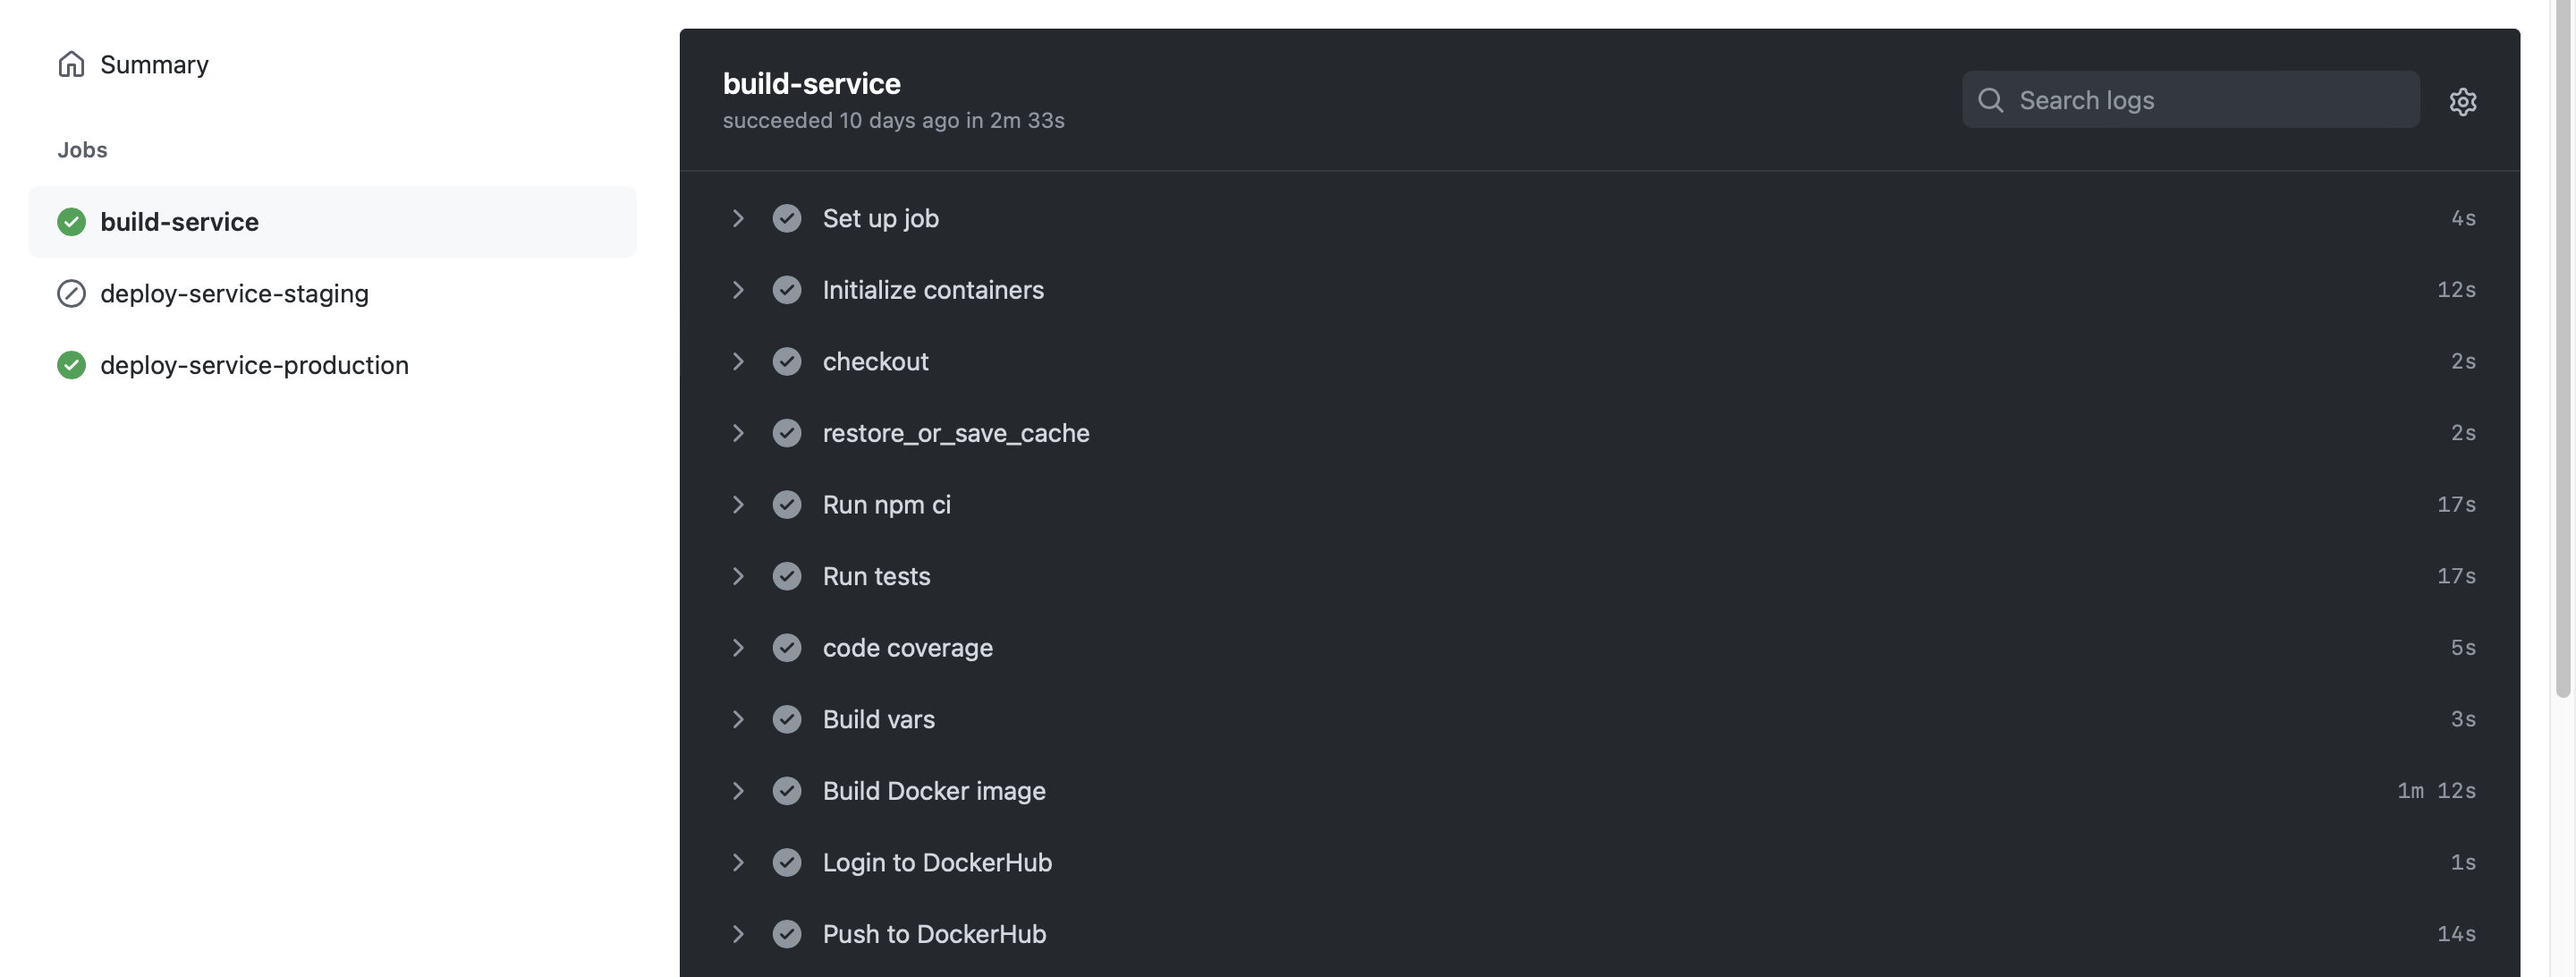 Summary
Jobs
build-service
deploy-service-staging
deploy-service-production
build-service
succeeded 10 days ago in 2m 33s
Search logs
Set up job 4s
Initialize containers 12s
checkout 2s
restore_or_save_cache 2s
Run npm ci 17s
Run tests 17s
code coverage 5s
Build vars 3s
Build Docker image 1m 12s
Login to DockerHub 1s
Push to DockerHub 14s